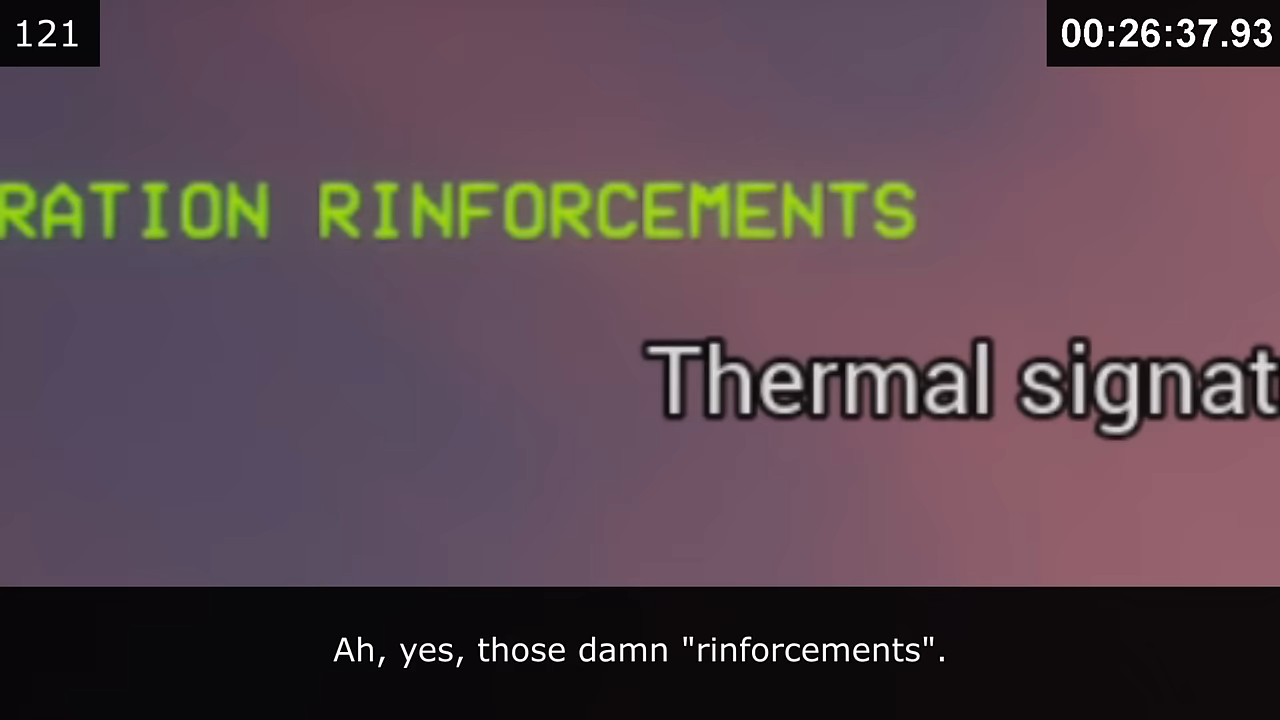 121
00:26:37.93
RATION RINFORCEMENTS
Thermal signat
Ah, yes, those damn "rinforcements".